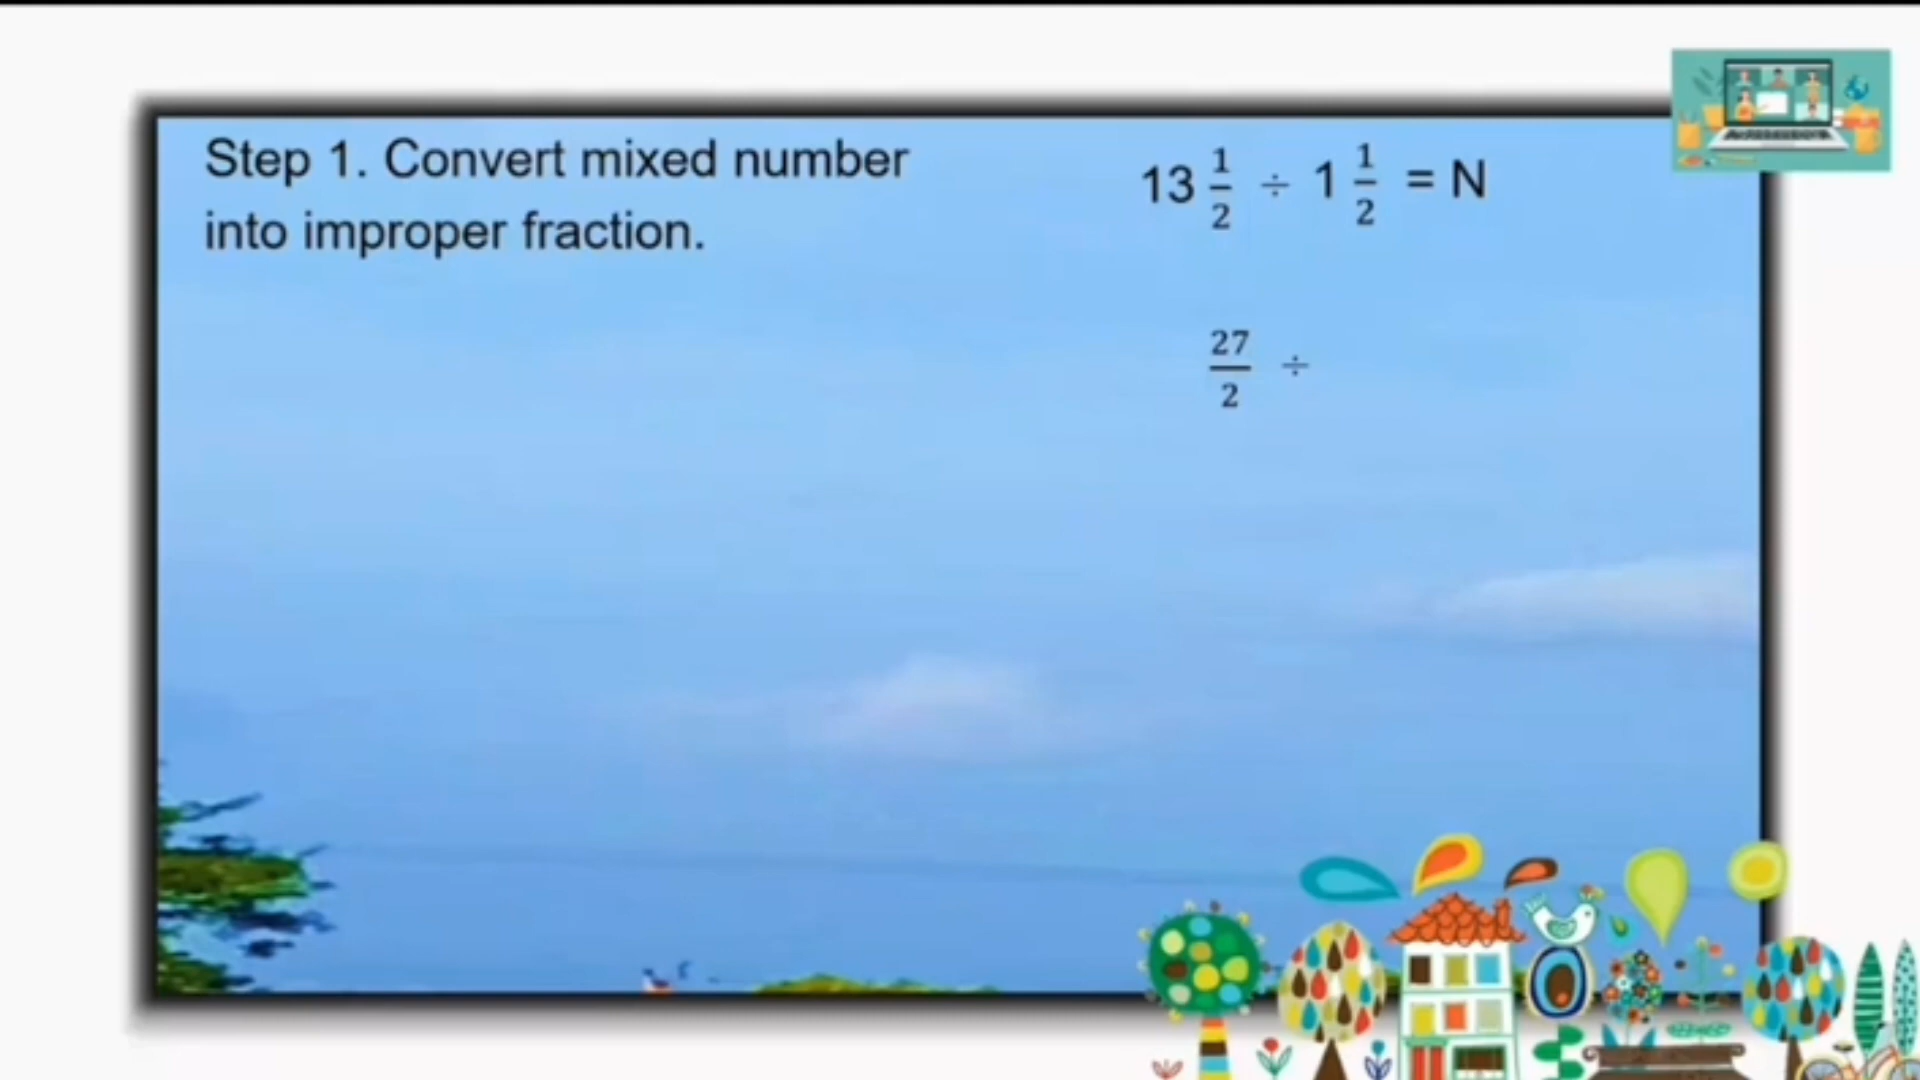 Step 1. Convert mixed number
into improper fraction.
13 1/2 ÷ 1 1/2 = N
27/2 ÷